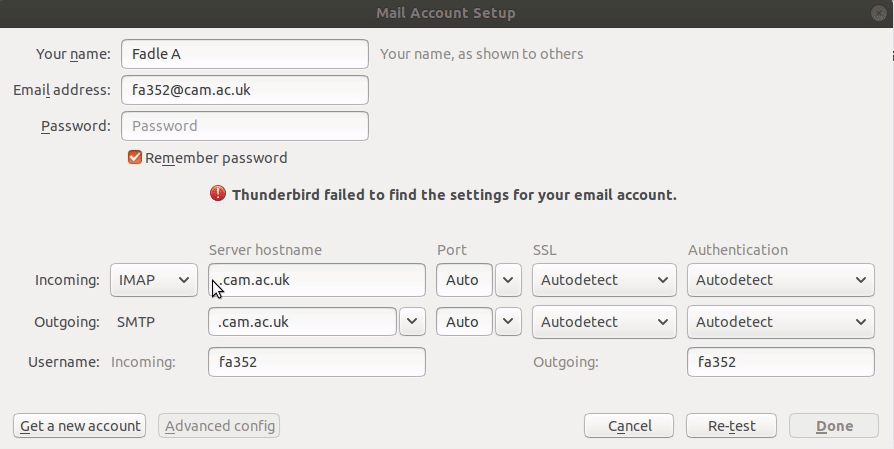 Mail Account Setup
Your name: Fadle A Your name, as shown to others
Email address: fa352@cam.ac.uk
Password: Password
Remember password
Thunderbird failed to find the settings for your email account.
Server hostname Port SSL Authentication
Incoming: IMAP .cam.ac.uk Auto Autodetect Autodetect
Outgoing: SMTP .cam.ac.uk Auto Autodetect Autodetect
Username: Incoming: fa352 Outgoing: fa352
Get a new account Advanced config Cancel Re-test Done